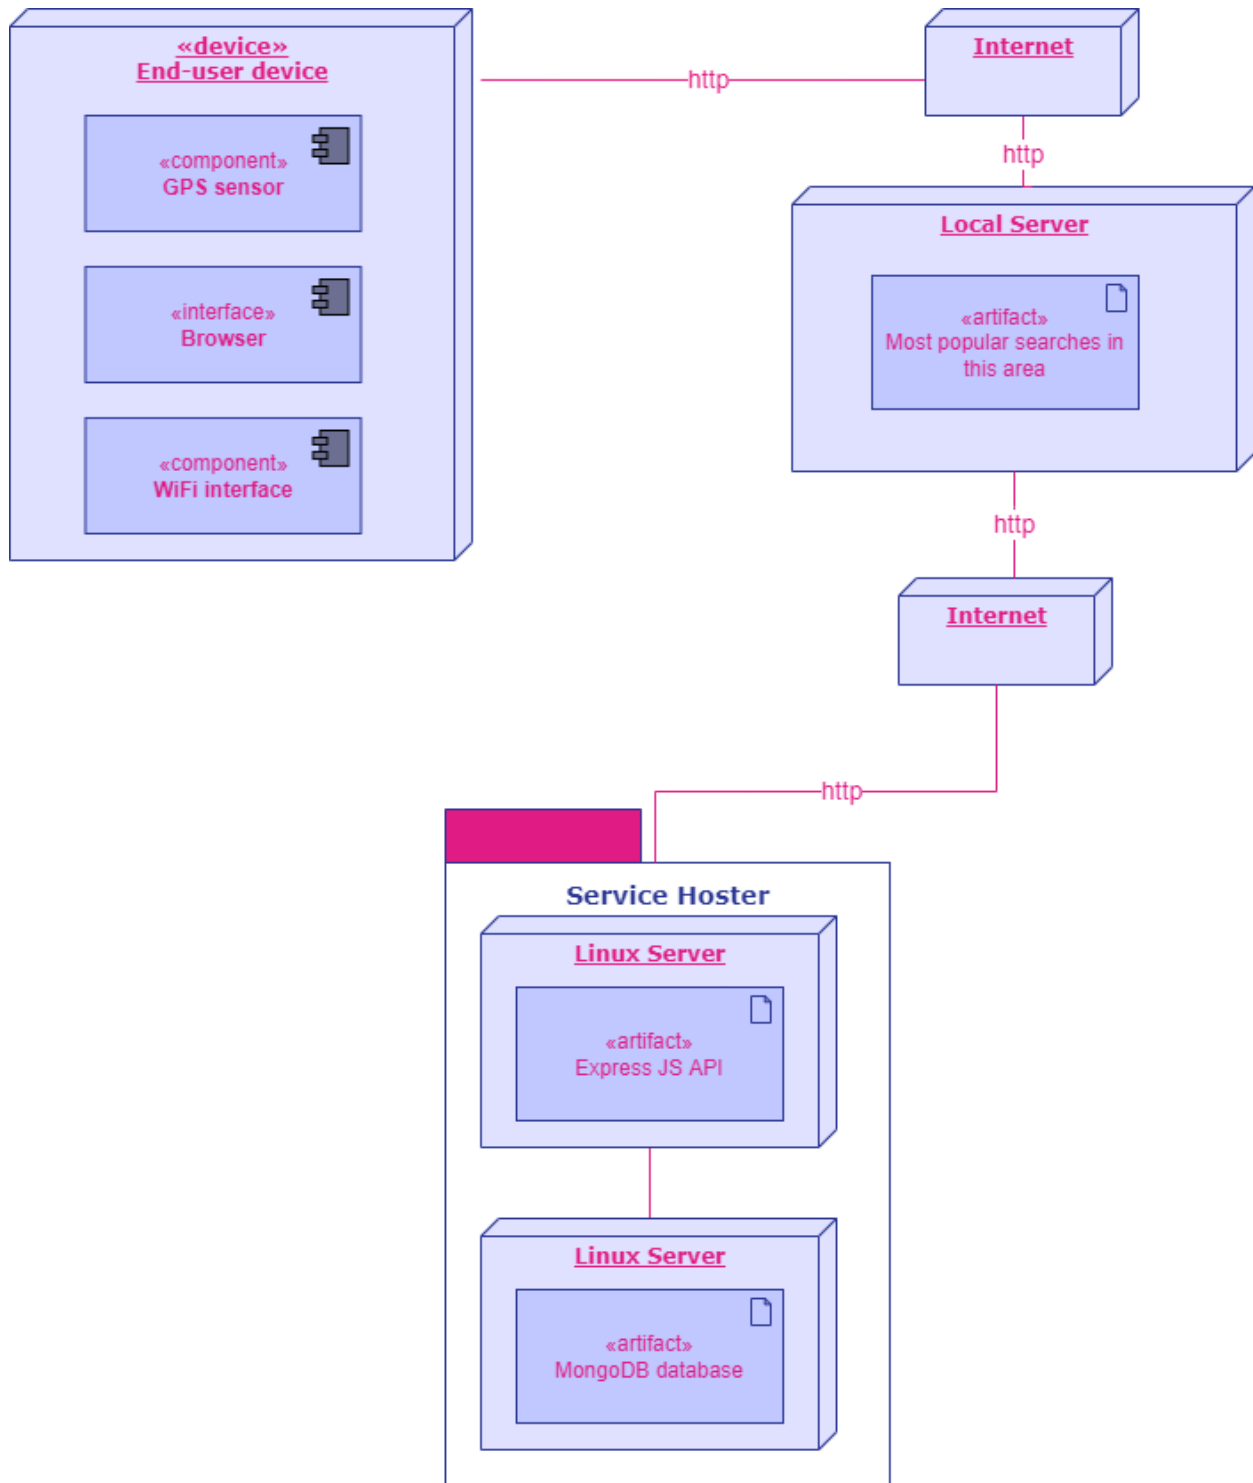 «device»
End-user device
«component»
GPS sensor
«interface»
Browser
«component»
WiFi interface
http
Internet
http
Local Server
«artifact»
Most popular searches in
this area
http
Internet
http
Service Hoster
Linux Server
«artifact»
Express JS API
Linux Server
«artifact»
MongoDB database